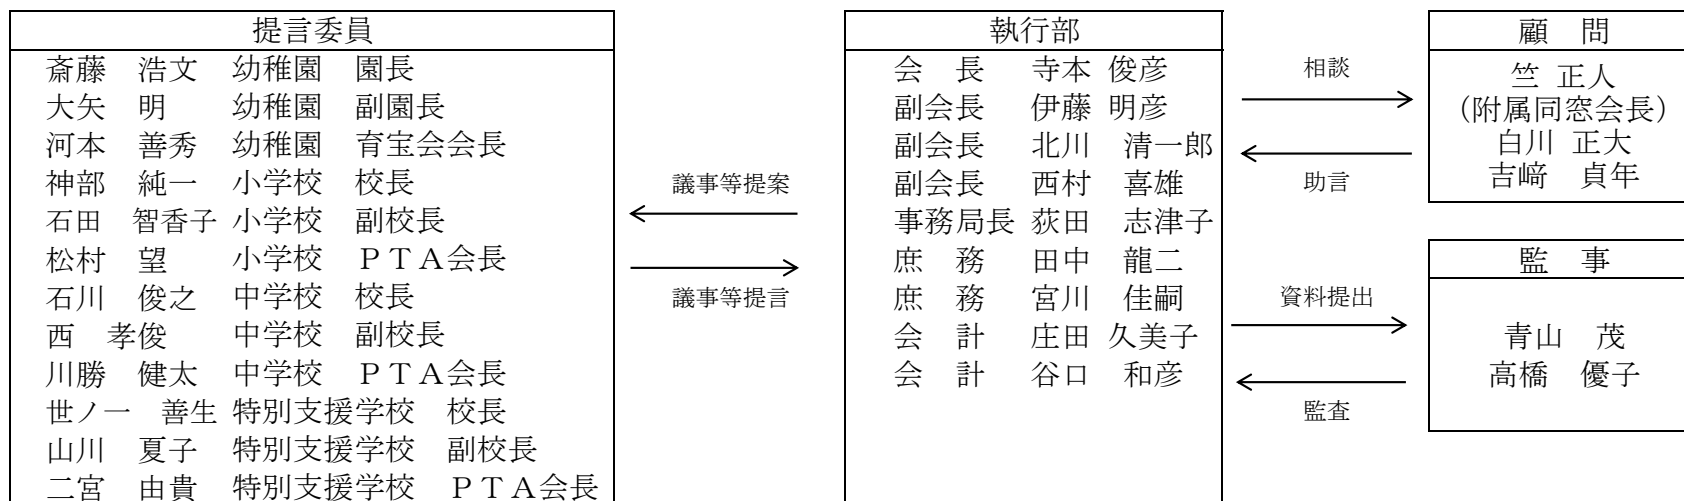 提言委員
斎藤　浩文　幼稚園　園長
大矢　明　幼稚園　副園長
河本　善秀　幼稚園　育宝会会長
神部　純一　小学校　校長
石田　智香子 小学校　副校長
松村　望　小学校　ＰＴＡ会長
石川　俊之　中学校　校長
西　孝俊　中学校　副校長
川勝　健太　中学校　ＰＴＡ会長
世ノ一　善生 特別支援学校　校長
山川　夏子　特別支援学校　副校長
二宮　由貴　特別支援学校　ＰＴＡ会長
議事等提案
議事等提言
執行部
会　長　寺本 俊彦
副会長　伊藤 明彦
副会長　北川　清一郎
副会長　西村　喜雄
事務局長 荻田　志津子
庶　務　田中　龍二
庶　務　宮川　佳嗣
会　計　庄田 久美子
会　計　谷口　和彦
相談
助言
資料提出
監査
顧　問
竺 正人
(附属同窓会長)
白川 正大
吉﨑　貞年
監　事
青山　茂
高橋　優子